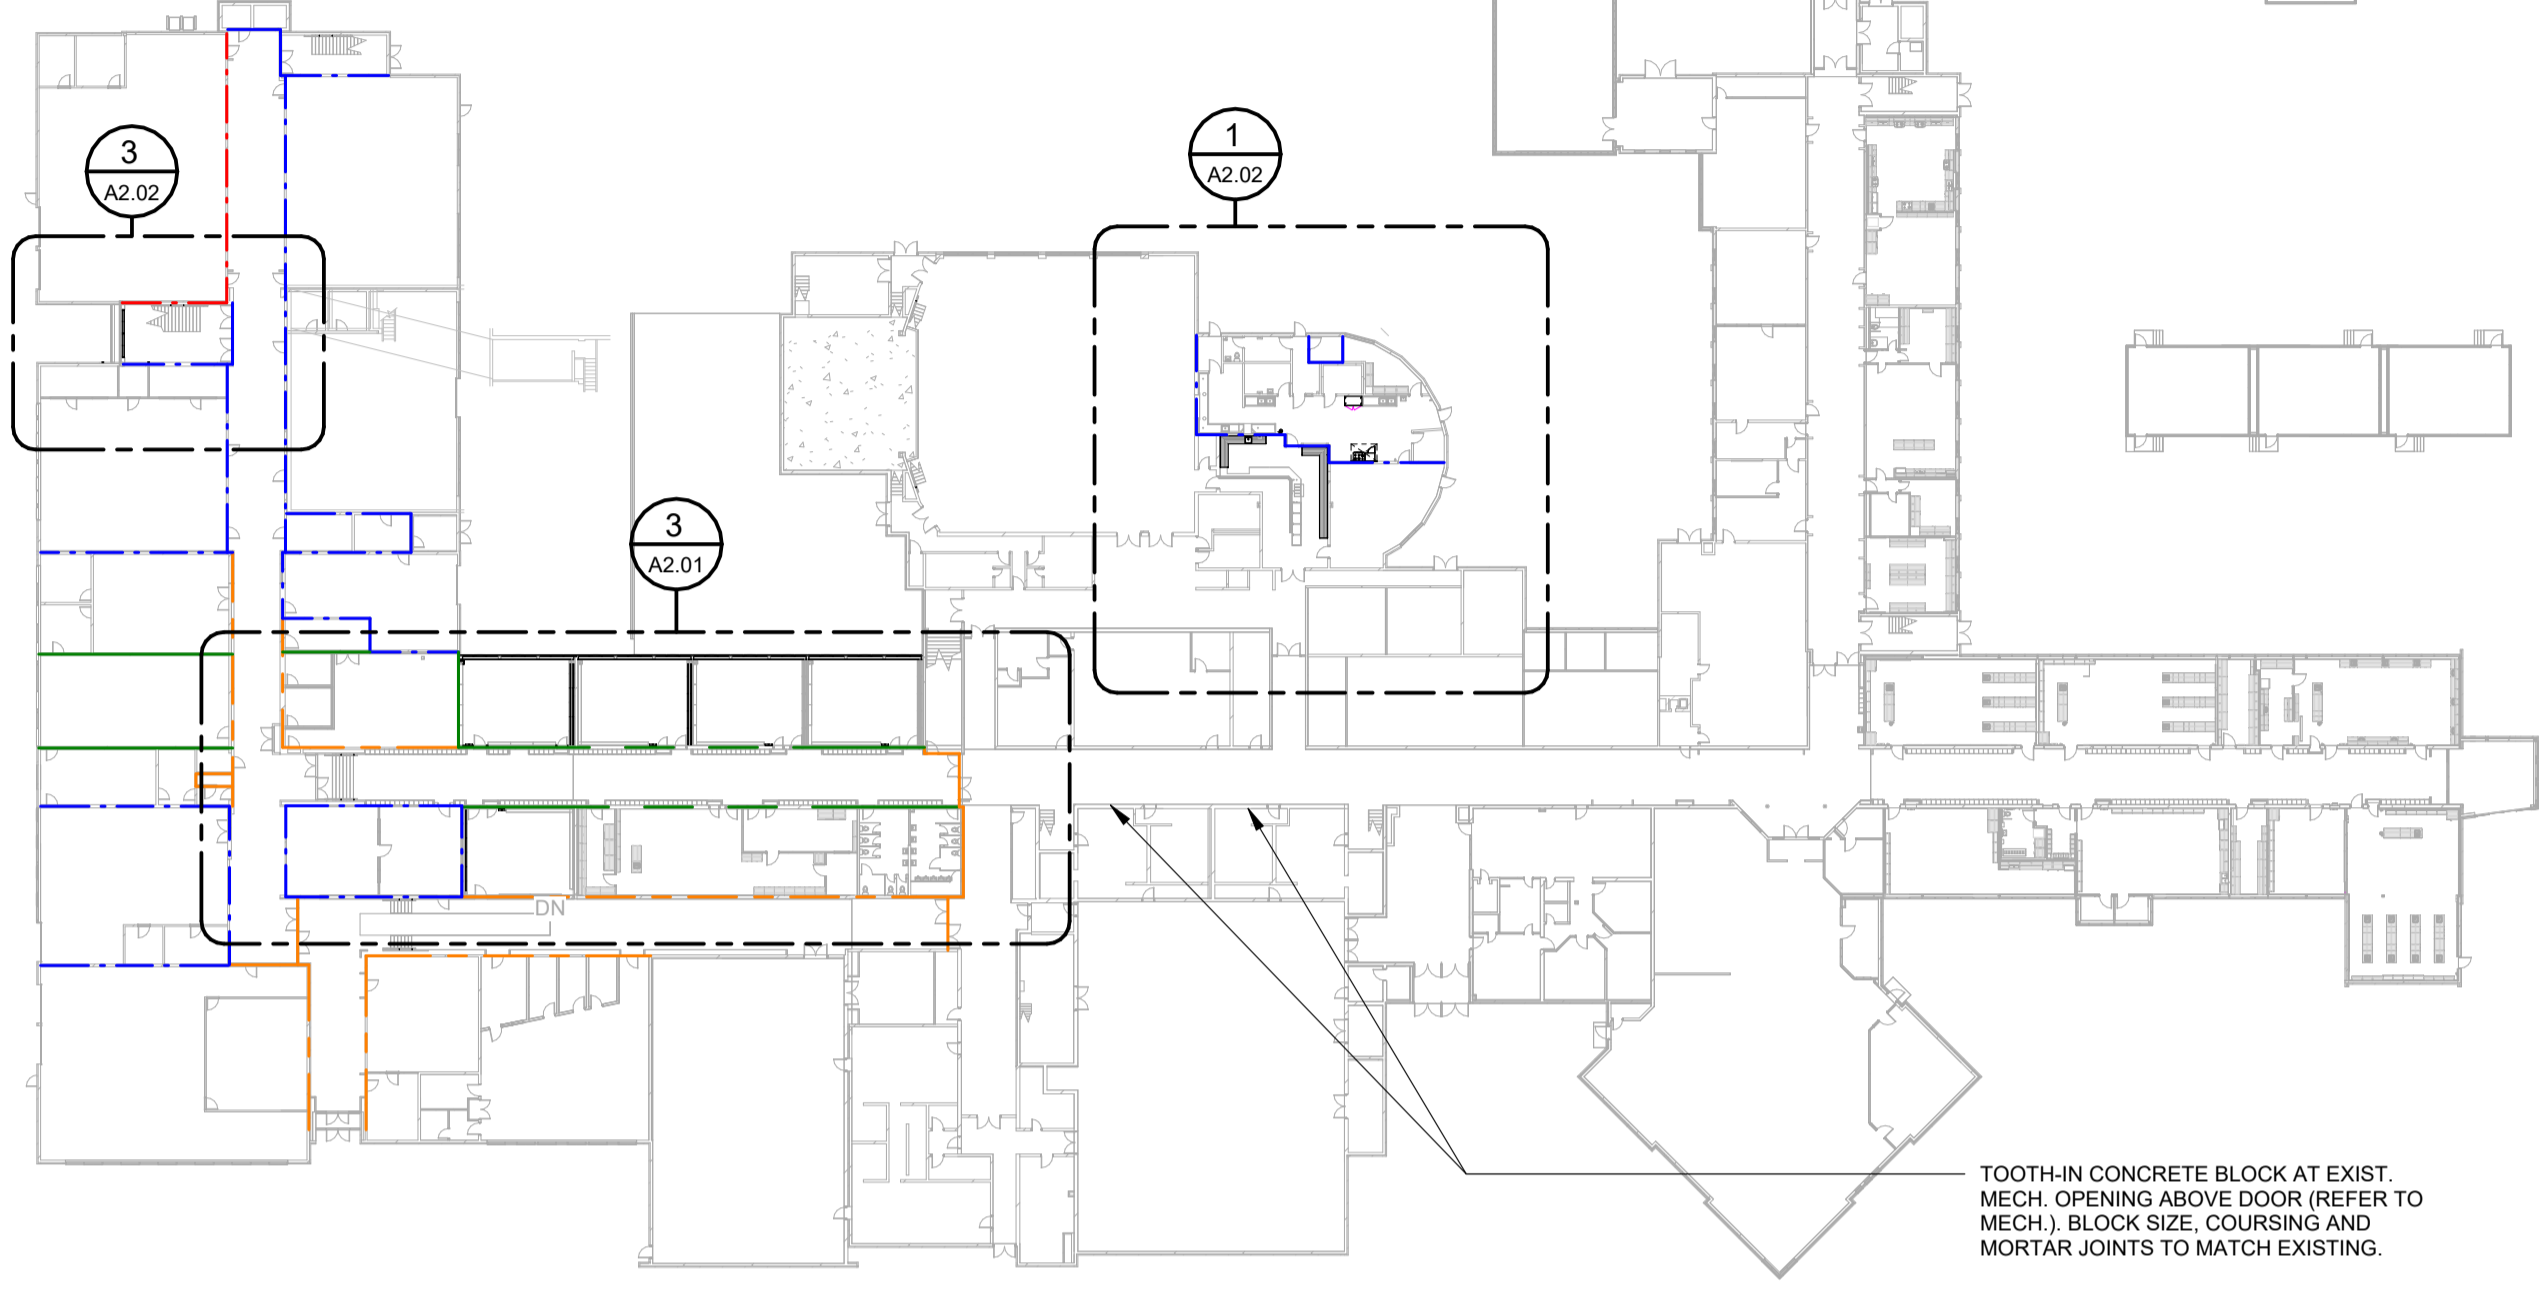 3
A2.02
1
A2.02
3
A2.01
DN
TOOTH-IN CONCRETE BLOCK AT EXIST.
MECH. OPENING ABOVE DOOR (REFER TO
MECH.). BLOCK SIZE, COURSING AND
MORTAR JOINTS TO MATCH EXISTING.